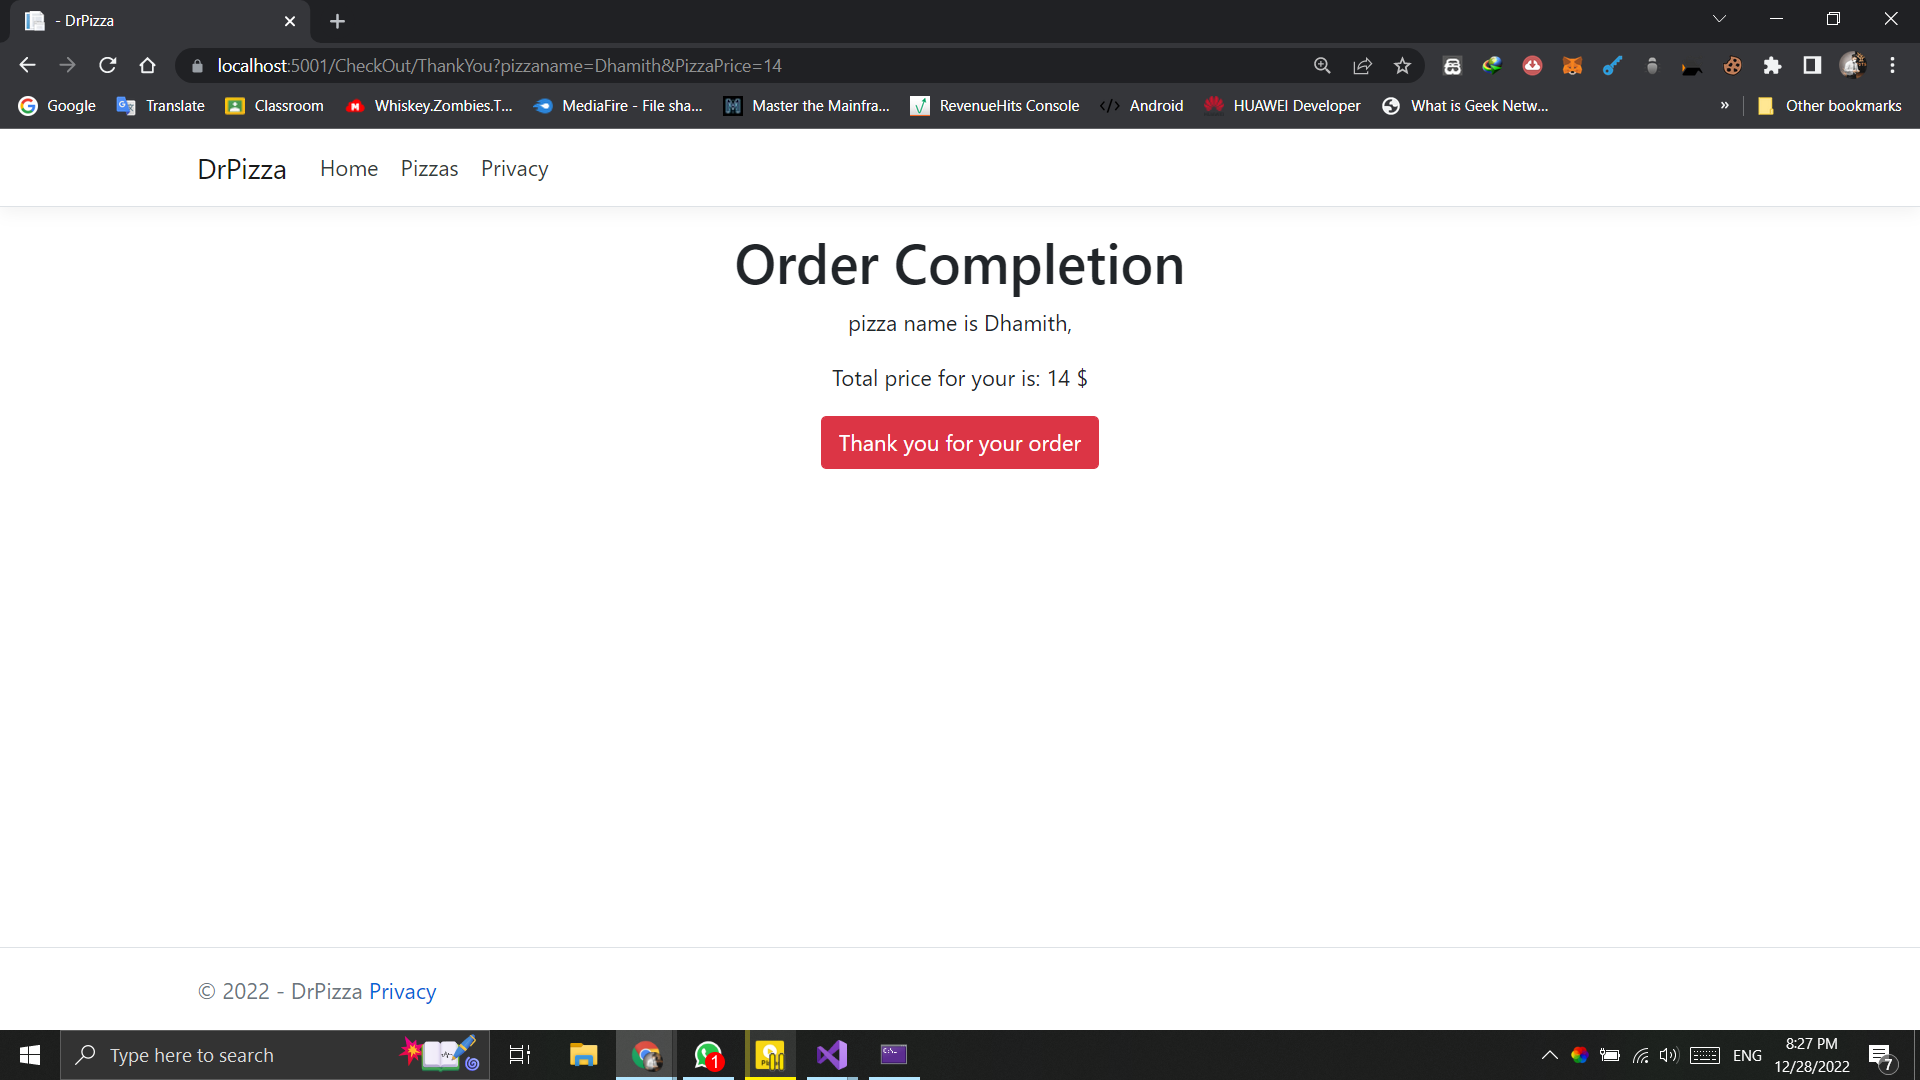 - DrPizza
localhost:5001/CheckOut/ThankYou?pizzaname=Dhamith&PizzaPrice=14
Google Translate Classroom Whiskey.Zombies.T... MediaFire - File sha... Master the Mainfra... RevenueHits Console Android HUAWEI Developer What is Geek Netw... » Other bookmarks
DrPizza Home Pizzas Privacy
Order Completion
pizza name is Dhamith,
Total price for your is: 14 $
Thank you for your order
© 2022 - DrPizza Privacy
Type here to search
1
ENG
8:27 PM
12/28/2022
7